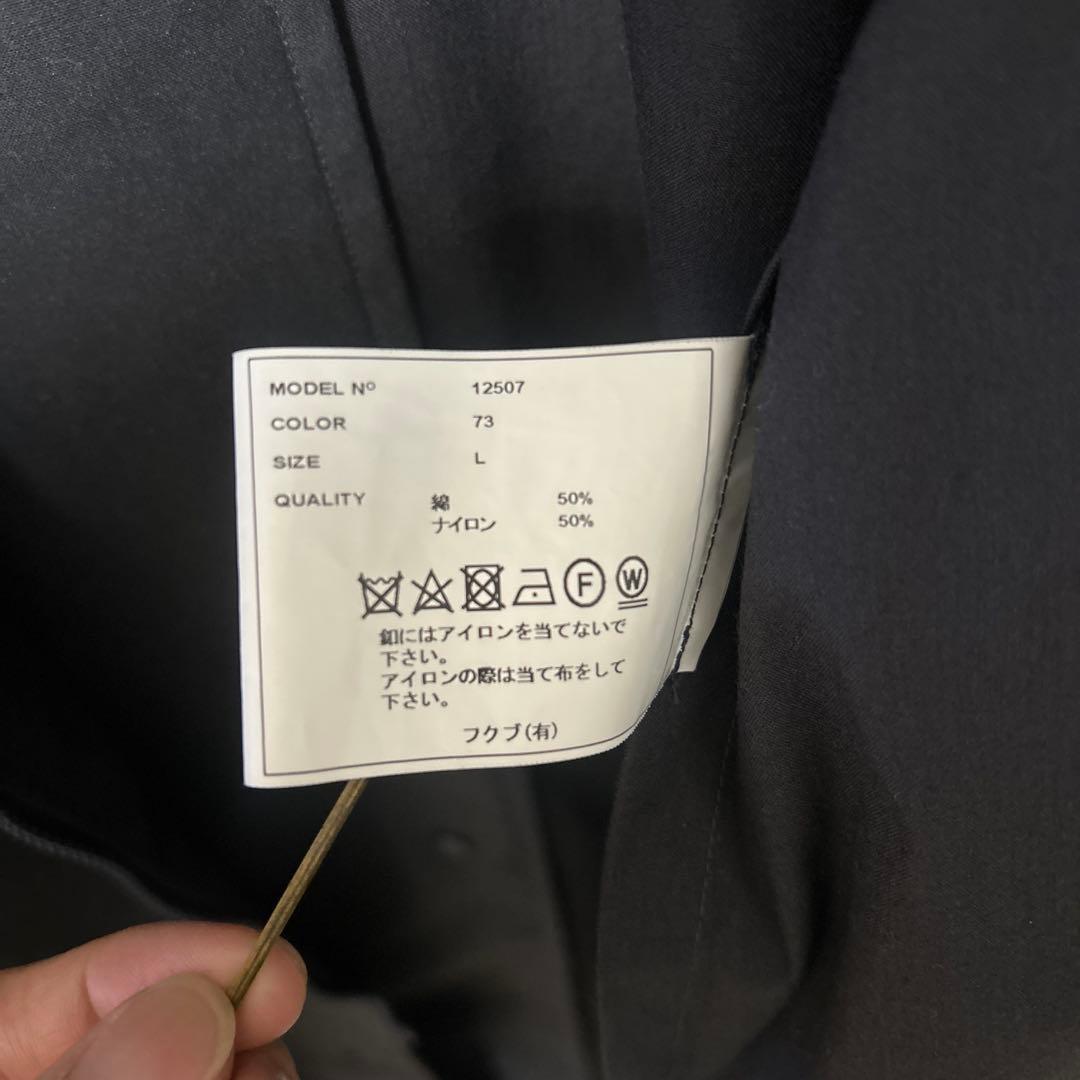 MODEL Nº 12507
COLOR 73
SIZE L
QUALITY 綿 50%
ナイロン 50%
F W
釦にはアイロンを当てないで
下さい。
アイロンの際は当て布をして
下さい。
フクブ(有)